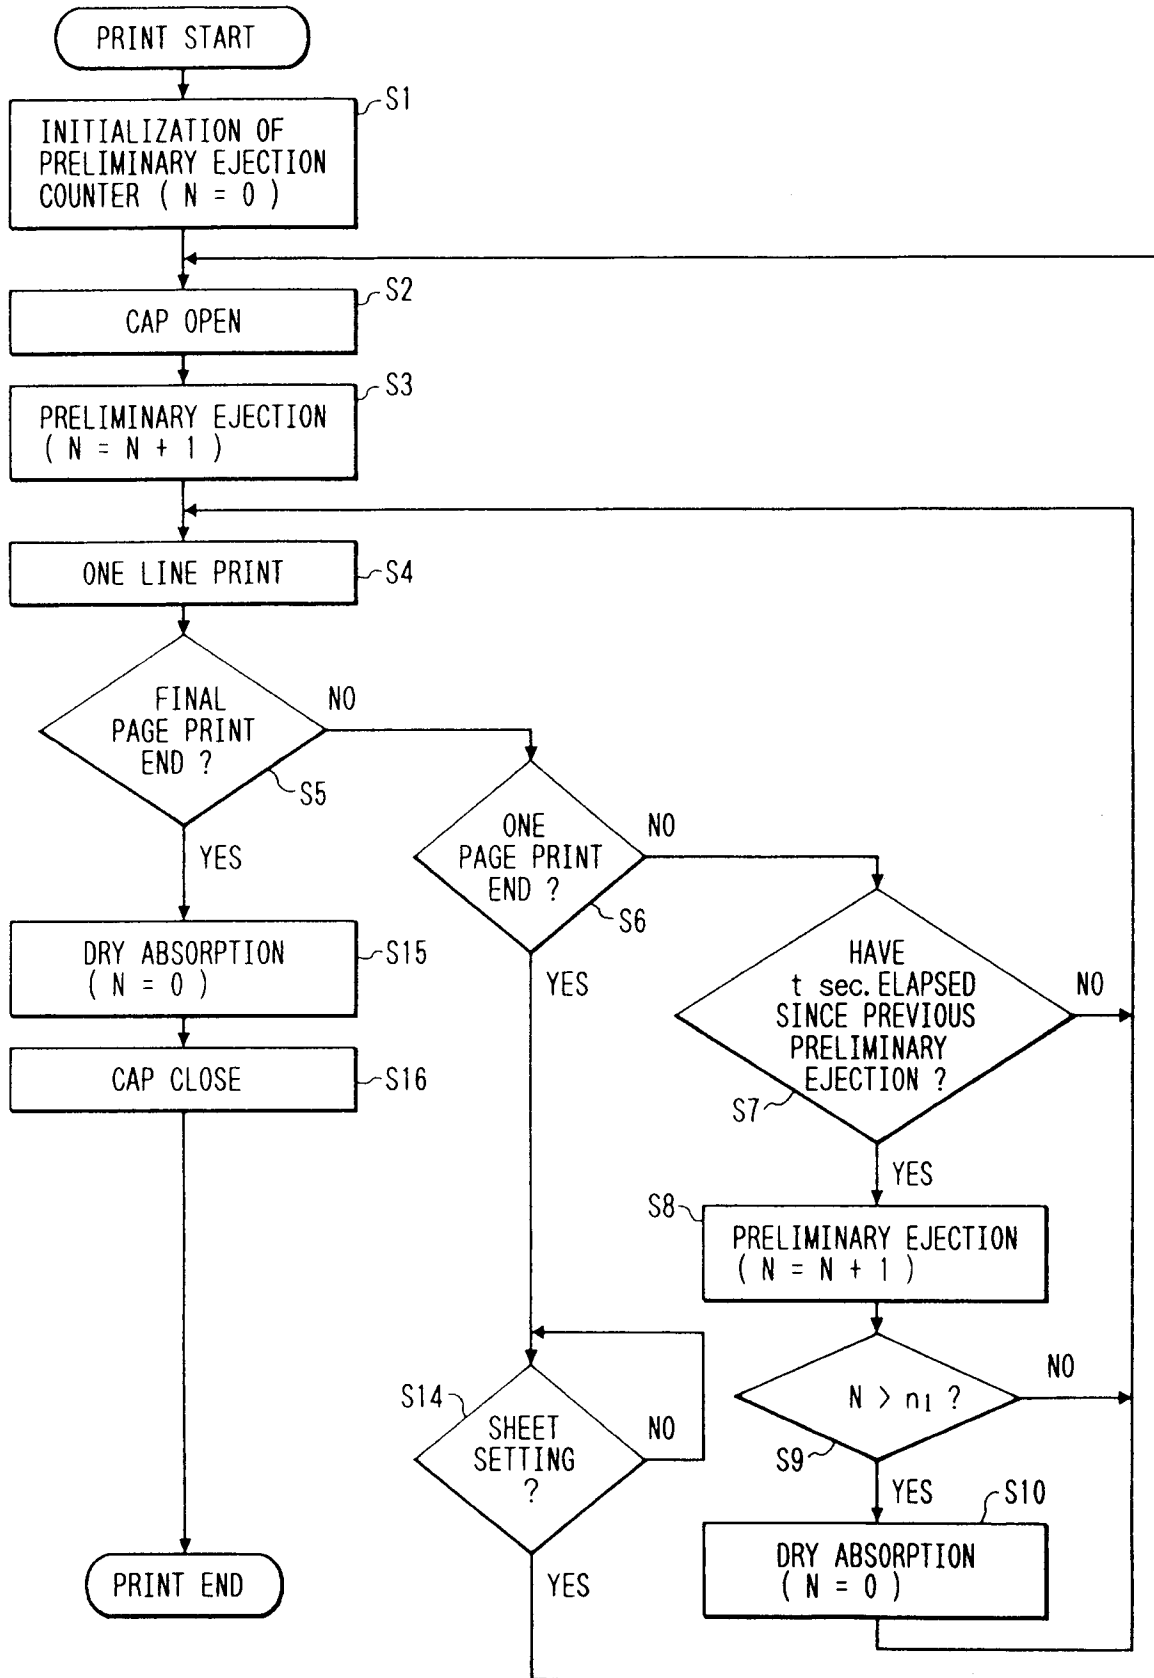 PRINT START
S1
INITIALIZATION OF
PRELIMINARY EJECTION
COUNTER ( N = 0 )
S2
CAP OPEN
S3
PRELIMINARY EJECTION
( N = N + 1 )
ONE LINE PRINT
S4
FINAL
PAGE PRINT
END ?
NO
S5
YES
ONE
PAGE PRINT
END ?
NO
S6
YES
DRY ABSORPTION
( N = 0 )
S15
CAP CLOSE
S16
HAVE
t sec. ELAPSED
SINCE PREVIOUS
PRELIMINARY
EJECTION ?
NO
S7
YES
S8
PRELIMINARY EJECTION
( N = N + 1 )
N > n1 ?
NO
S9
YES
S14
SHEET
SETTING
?
NO
YES
S10
DRY ABSORPTION
( N = 0 )
PRINT END